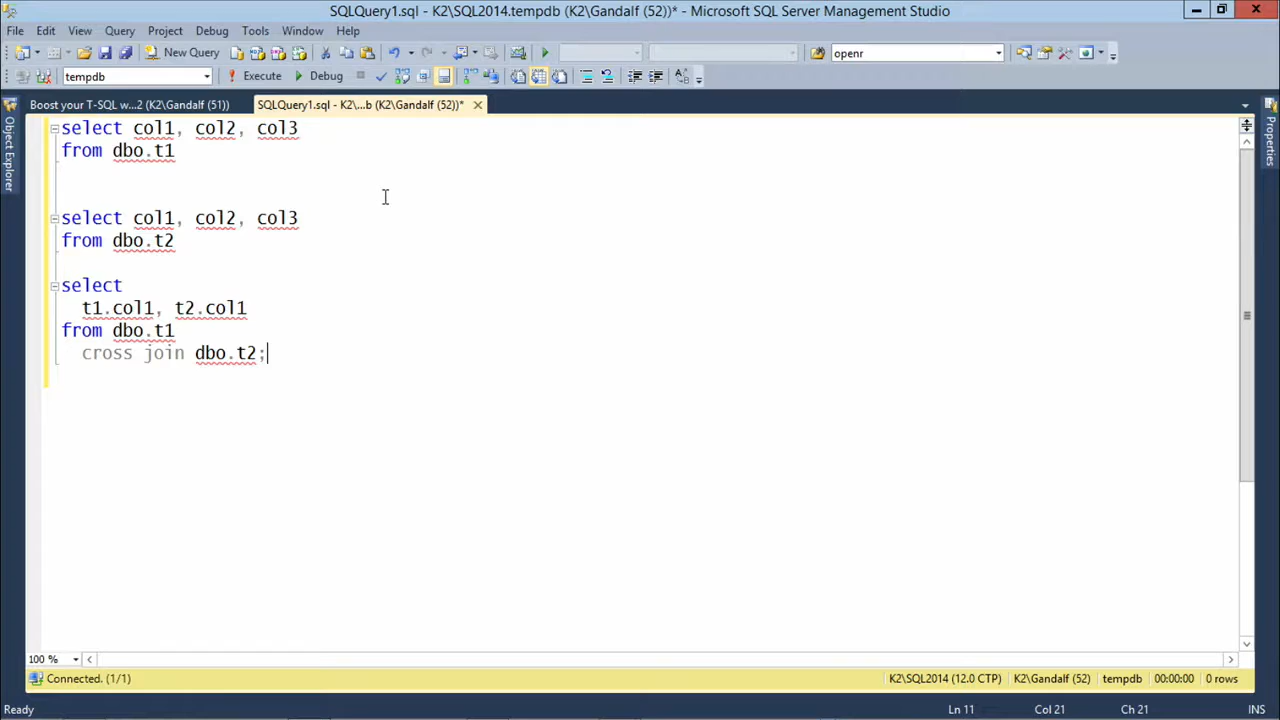 SQLQuery1.sql - K2\SQL2014.tempdb (K2\Gandalf (52))* - Microsoft SQL Server Management Studio
File Edit View Query Project Debug Tools Window Help
New Query openr
tempdb Execute Debug
Boost your T-SQL w...2 (K2\Gandalf (51)) SQLQuery1.sql - K2\...b (K2\Gandalf (52))*
Object Explorer
Properties
select col1, col2, col3
from dbo.t1
select col1, col2, col3
from dbo.t2
select
t1.col1, t2.col1
from dbo.t1
cross join dbo.t2;
100 %
Connected. (1/1) K2\SQL2014 (12.0 CTP) K2\Gandalf (52) tempdb 00:00:00 0 rows
Ready Ln 11 Col 21 Ch 21 INS